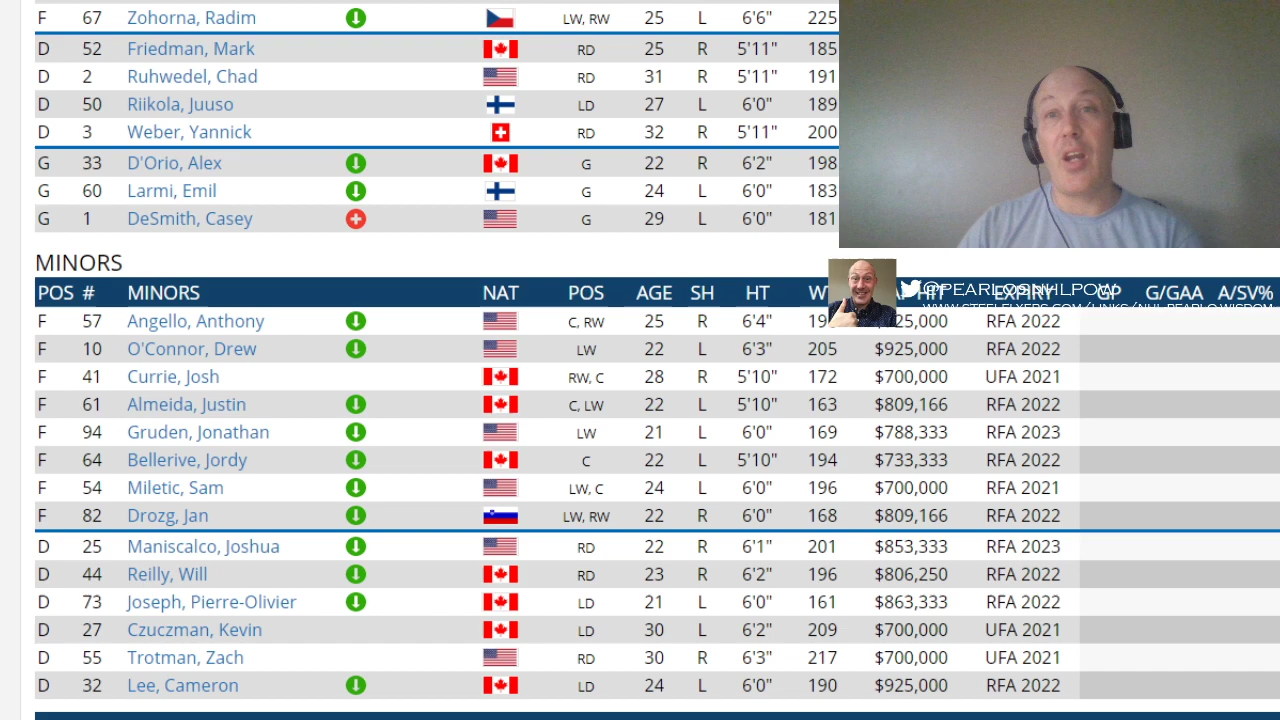 F 67 Zohorna, Radim LW, RW 25 L 6'6" 225
D 52 Friedman, Mark RD 25 R 5'11" 185
D 2 Ruhwedel, Chad RD 31 R 5'11" 191
D 50 Riikola, Juuso LD 27 L 6'0" 189
D 3 Weber, Yannick RD 32 R 5'11" 200
G 33 D'Orio, Alex G 22 R 6'2" 198
G 60 Larmi, Emil G 24 L 6'0" 183
G 1 DeSmith, Casey G 29 L 6'0" 181
MINORS
POS # MINORS NAT POS AGE SH HT @PEARLOSNHLPOW G/GAA A/SV%
WWW.STEELFLYERS.COM/LINKS/NHL-PEARLO-WISDOM
F 57 Angello, Anthony C, RW 25 R 6'4" RFA 2022
F 10 O'Connor, Drew LW 22 L 6'3" 205 $925,000 RFA 2022
F 41 Currie, Josh RW, C 28 R 5'10" 172 $700,000 UFA 2021
F 61 Almeida, Justin C, LW 22 L 5'10" 163 $809,166 RFA 2022
F 94 Gruden, Jonathan LW 21 L 6'0" 169 $788,333 RFA 2023
F 64 Bellerive, Jordy C 22 L 5'10" 194 $733,333 RFA 2022
F 54 Miletic, Sam LW, C 24 L 6'0" 196 $700,000 RFA 2021
F 82 Drozg, Jan LW, RW 22 R 168 RFA 2022
D 25 Maniscalco, Joshua RD 22 R 201 $853,333 RFA 2023
D 44 Reilly, Will RD 23 R 6'2" 196 $806,250 RFA 2022
D 73 Joseph, Pierre-Olivier LD 21 L 6'0" 161 $863,333 RFA 2022
D 27 Czuczman, Kevin LD 30 L 6'2" 209 $700,000 UFA 2021
D 55 Trotman, Zach RD 30 R 6'3" 217 $700,000 UFA 2021
D 32 Lee, Cameron LD 24 L 6'0" 190 $925,000 RFA 2022